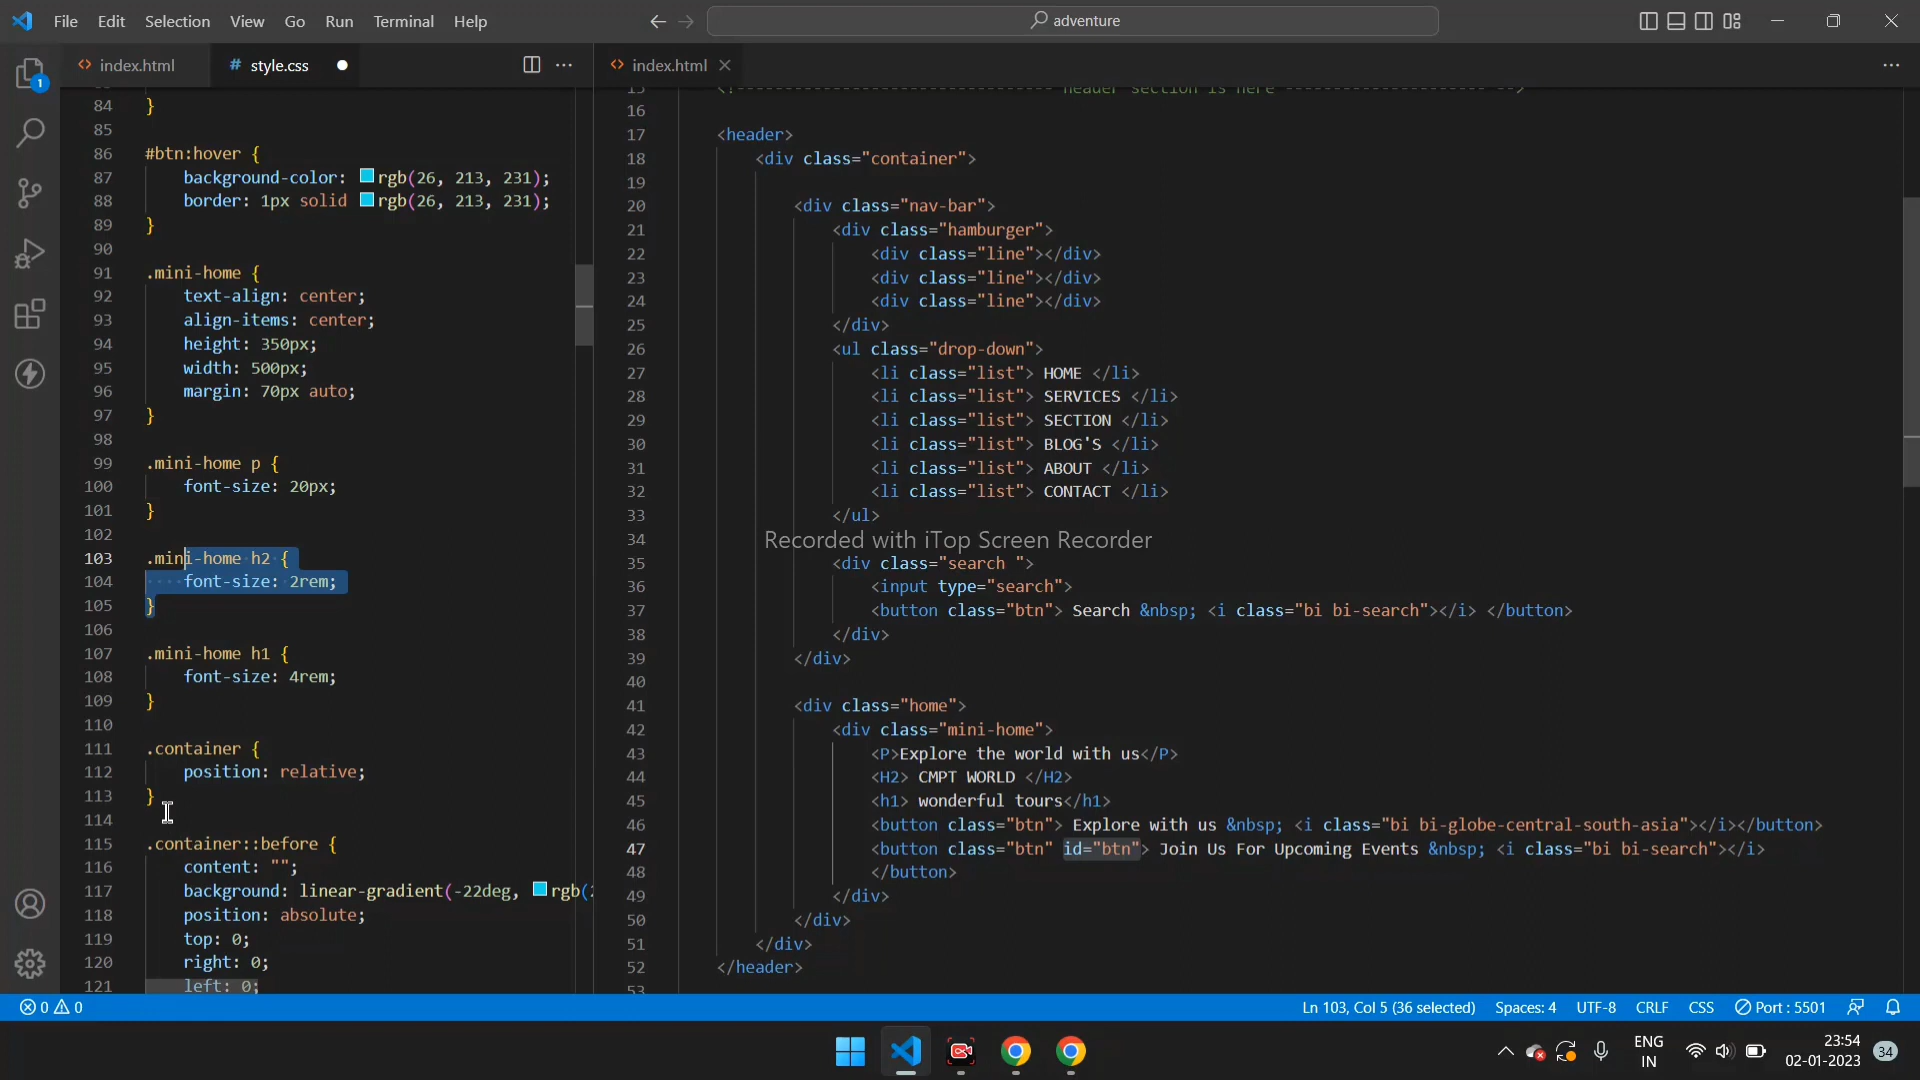 File Edit Selection View Go Run Terminal Help
adventure
index.html
style.css
index.html
84 }
85
86 #btn:hover {
87 background-color: rgb(26, 213, 231);
88 border: 1px solid rgb(26, 213, 231);
89 }
90
91 .mini-home {
92 text-align: center;
93 align-items: center;
94 height: 350px;
95 width: 500px;
96 margin: 70px auto;
97 }
98
99 .mini-home p {
100 font-size: 20px;
101 }
102
103 .mini-home h2 {
104 font-size: 2rem;
105 }
106
107 .mini-home h1 {
108 font-size: 4rem;
109 }
110
111 .container {
112 position: relative;
113 }
114
115 .container::before {
116 content: "";
117 background: linear-gradient(-22deg, rgb(2
118 position: absolute;
119 top: 0;
120 right: 0;
121 left: 0;
15 <!-------------------------------- header section is here --------------------- -->
16
17 <header>
18 <div class="container">
19
20 <div class="nav-bar">
21 <div class="hamburger">
22 <div class="line"></div>
23 <div class="line"></div>
24 <div class="line"></div>
25 </div>
26 <ul class="drop-down">
27 <li class="list"> HOME </li>
28 <li class="list"> SERVICES </li>
29 <li class="list"> SECTION </li>
30 <li class="list"> BLOG'S </li>
31 <li class="list"> ABOUT </li>
32 <li class="list"> CONTACT </li>
33 </ul>
34
Recorded with iTop Screen Recorder
35 <div class="search ">
36 <input type="search">
37 <button class="btn"> Search &nbsp; <i class="bi bi-search"></i> </button>
38 </div>
39 </div>
40
41 <div class="home">
42 <div class="mini-home">
43 <P>Explore the world with us</P>
44 <H2> CMPT WORLD </H2>
45 <h1> wonderful tours</h1>
46 <button class="btn"> Explore with us &nbsp; <i class="bi bi-globe-central-south-asia"></i></button>
47 <button class="btn" id="btn"> Join Us For Upcoming Events &nbsp; <i class="bi bi-search"></i>
48 </button>
49 </div>
50 </div>
51 </div>
52 </header>
53
1
0 0
Ln 103, Col 5 (36 selected) Spaces: 4 UTF-8 CRLF CSS Port : 5501
ENG
IN
23:54
02-01-2023
34